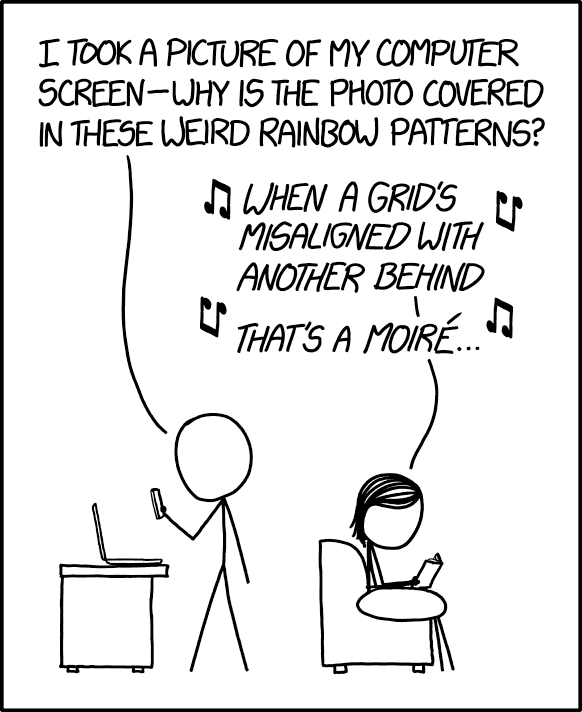 I TOOK A PICTURE OF MY COMPUTER
SCREEN—WHY IS THE PHOTO COVERED
IN THESE WEIRD RAINBOW PATTERNS?
WHEN A GRID'S
MISALIGNED WITH
ANOTHER BEHIND
THAT'S A MOIRÉ...